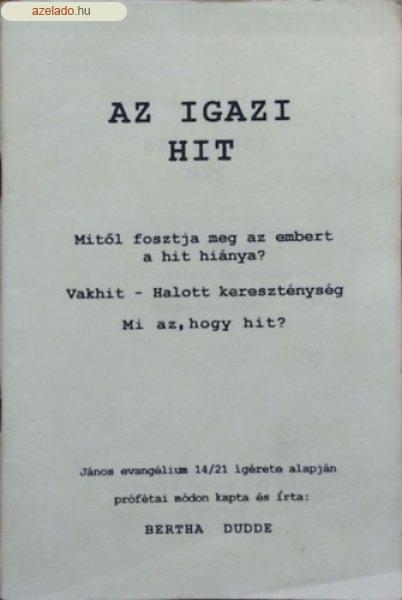 azelado.hu
AZ IGAZI
HIT
Mitől fosztja meg az embert
a hit hiánya?
Vakhit - Halott kereszténység
Mi az, hogy hit?
János evangélium 14/21 igérete alapján
prófétai módon kapta és írta:
BERTHA DUDDE